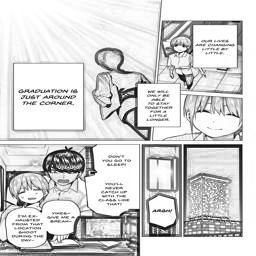 OUR LIVES
ARE CHANGING
LITTLE BY
LITTLE.
GRADUATION IS
JUST AROUND
THE CORNER.
WE WILL
ONLY BE
ABLE
TO STAY
TOGETHER
FOR A
LITTLE
LONGER.
DON'T
YOU GO
TO SLEEP!
YOU'LL
NEVER
CATCH UP
WITH THE
CLASS LIKE
THAT!
YIKES~
GIVE ME A
BREAK~
I'M EX-
HAUSTED
FROM THAT
LOCATION
SHOOT
DURING THE
DAY~
ARGH!